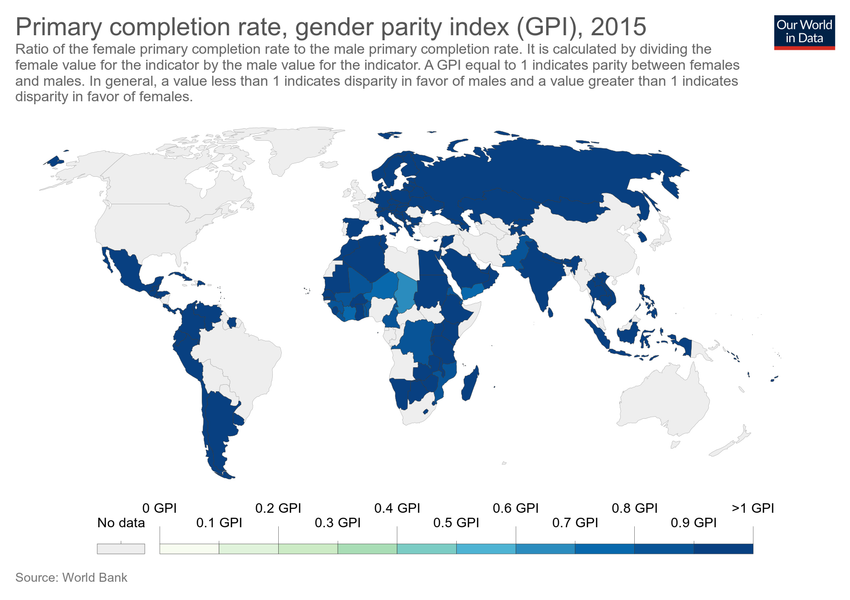 Primary completion rate, gender parity index (GPI), 2015
Our World
in Data
Ratio of the female primary completion rate to the male primary completion rate. It is calculated by dividing the
female value for the indicator by the male value for the indicator. A GPI equal to 1 indicates parity between females
and males. In general, a value less than 1 indicates disparity in favor of males and a value greater than 1 indicates
disparity in favor of females.
0 GPI 0.2 GPI 0.4 GPI 0.6 GPI 0.8 GPI >1 GPI
No data 0.1 GPI 0.3 GPI 0.5 GPI 0.7 GPI 0.9 GPI
Source: World Bank